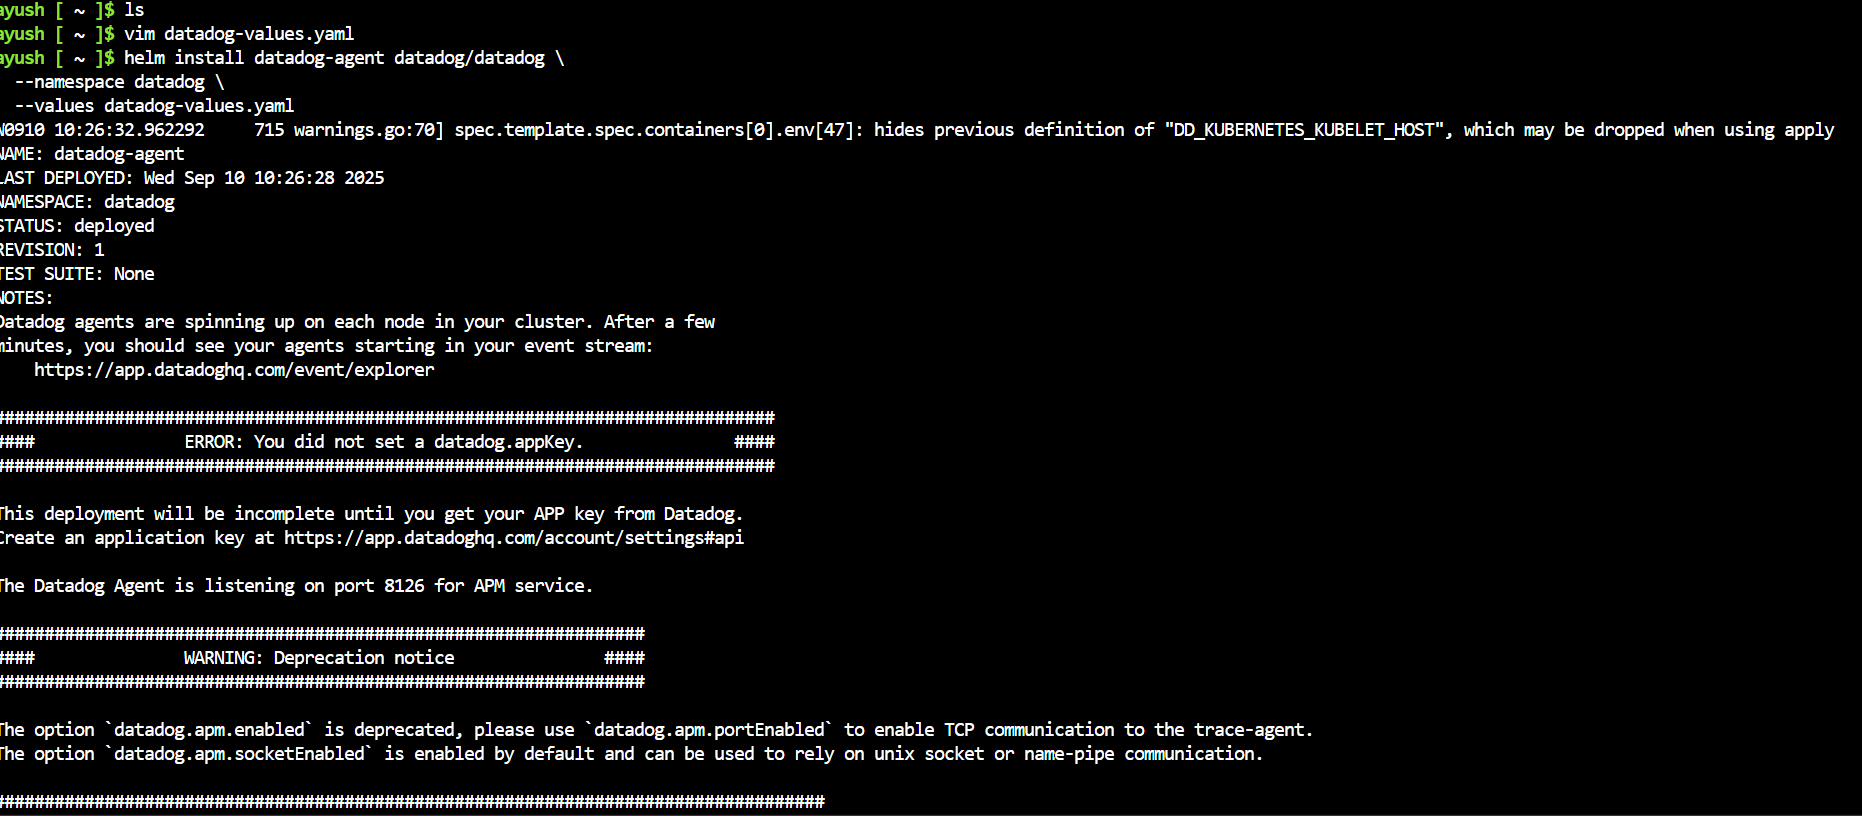 ayush [ ~ ]$ ls
ayush [ ~ ]$ vim datadog-values.yaml
ayush [ ~ ]$ helm install datadog-agent datadog/datadog \
  --namespace datadog \
  --values datadog-values.yaml
W0910 10:26:32.962292     715 warnings.go:70] spec.template.spec.containers[0].env[47]: hides previous definition of "DD_KUBERNETES_KUBELET_HOST", which may be dropped when using apply
NAME: datadog-agent
LAST DEPLOYED: Wed Sep 10 10:26:28 2025
NAMESPACE: datadog
STATUS: deployed
REVISION: 1
TEST SUITE: None
NOTES:
Datadog agents are spinning up on each node in your cluster. After a few
minutes, you should see your agents starting in your event stream:
    https://app.datadoghq.com/event/explorer

##############################################################################
####               ERROR: You did not set a datadog.appKey.               ####
##############################################################################

This deployment will be incomplete until you get your APP key from Datadog.
Create an application key at https://app.datadoghq.com/account/settings#api

The Datadog Agent is listening on port 8126 for APM service.

#################################################################
####               WARNING: Deprecation notice               ####
#################################################################

The option `datadog.apm.enabled` is deprecated, please use `datadog.apm.portEnabled` to enable TCP communication to the trace-agent.
The option `datadog.apm.socketEnabled` is enabled by default and can be used to rely on unix socket or name-pipe communication.

###################################################################################